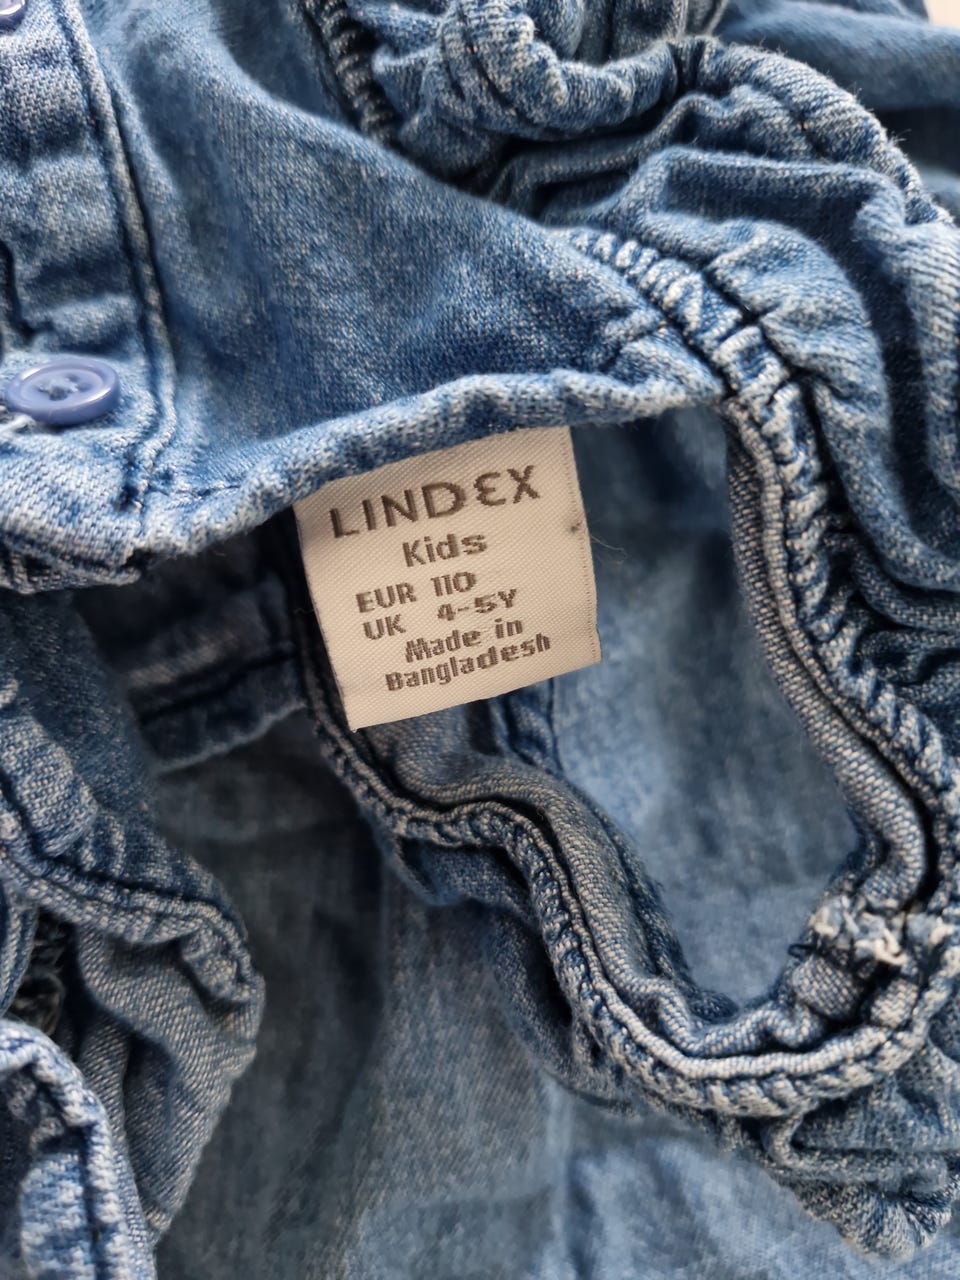 LINDEX
Kids
EUR 110
UK 4-5Y
Made in
Bangladesh